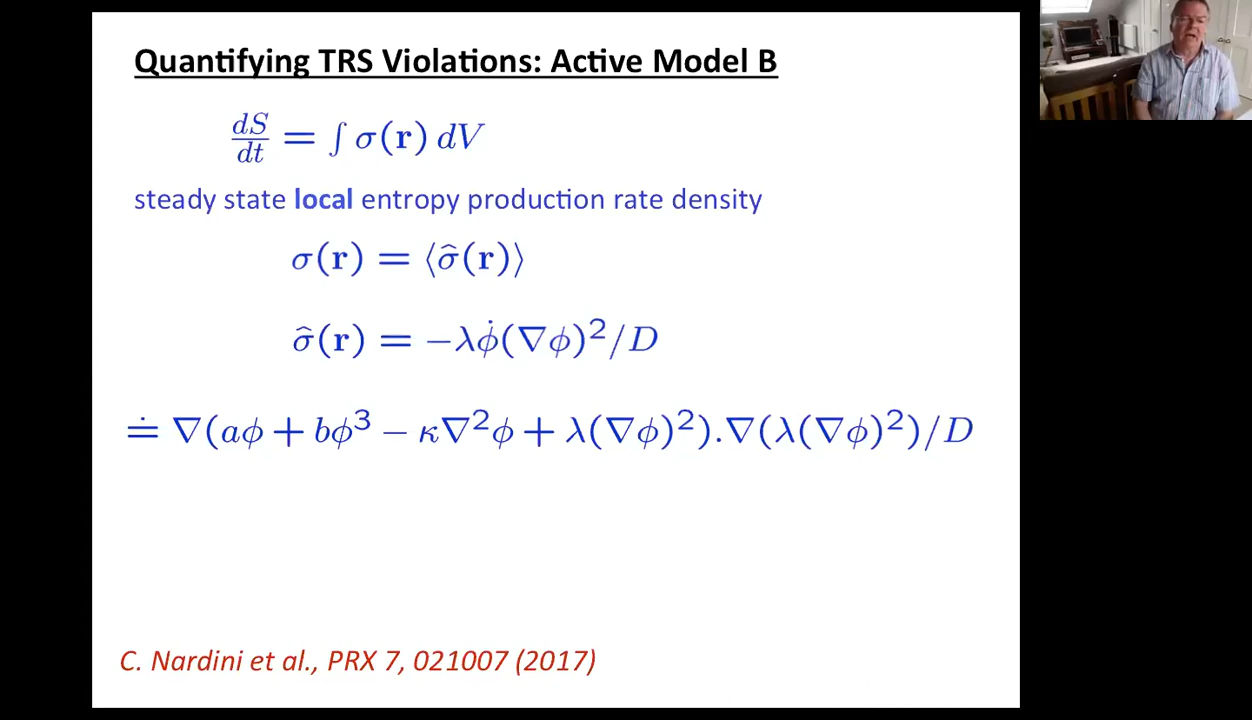 Quantifying TRS Violations: Active Model B
dS/dt = ∫ σ(r) dV
steady state local entropy production rate density
σ(r) = ⟨σ̂(r)⟩
σ̂(r) = −λφ̇(∇φ)²/D
≐ ∇(aφ + bφ³ − κ∇²φ + λ(∇φ)²).∇(λ(∇φ)²)/D
C. Nardini et al., PRX 7, 021007 (2017)